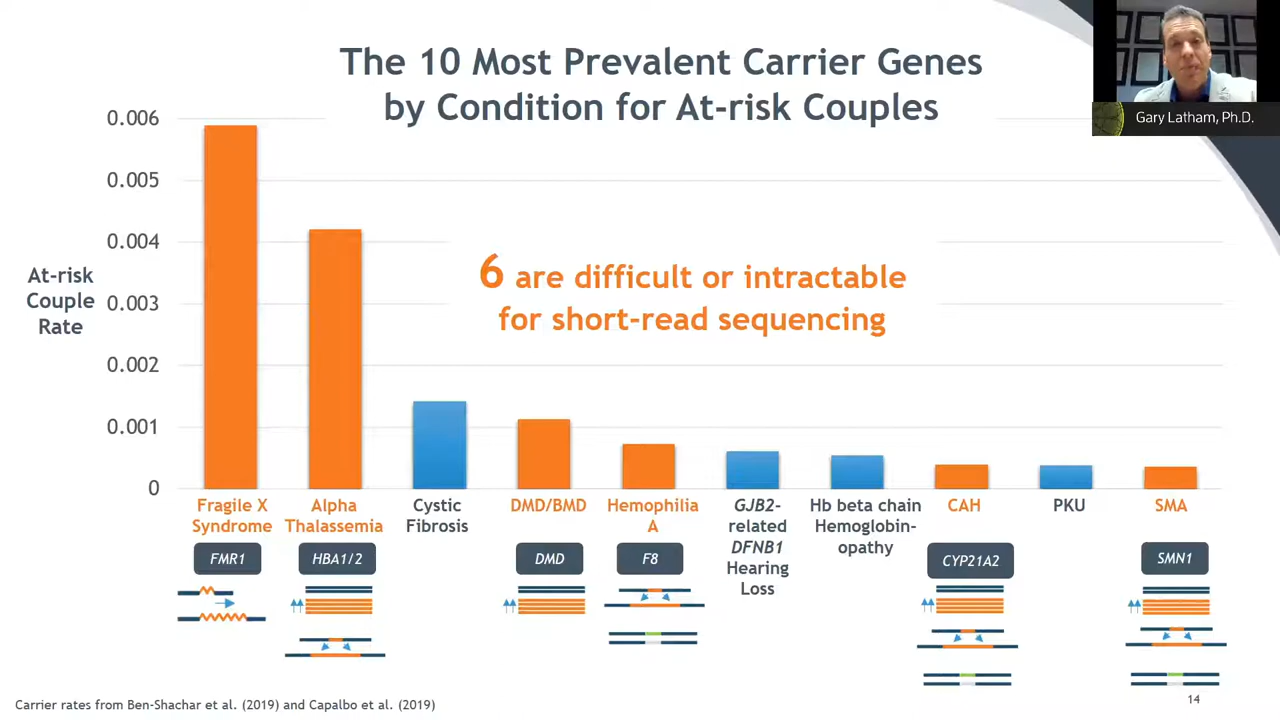 The 10 Most Prevalent Carrier Genes
by Condition for At-risk Couples
Gary Latham, Ph.D.
0.006
0.005
0.004
0.003
0.002
0.001
0
At-risk
Couple
Rate
6 are difficult or intractable
for short-read sequencing
Fragile X
Syndrome
Alpha
Thalassemia
Cystic
Fibrosis
DMD/BMD
Hemophilia
A
GJB2-
related
DFNB1
Hearing
Loss
Hb beta chain
Hemoglobin-
opathy
CAH
PKU
SMA
FMR1
HBA1/2
DMD
F8
CYP21A2
SMN1
Carrier rates from Ben-Shachar et al. (2019) and Capalbo et al. (2019)
14